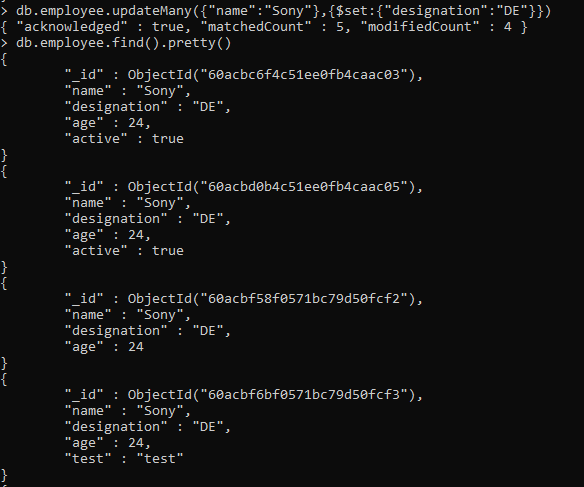 > db.employee.updateMany({"name":"Sony"},{$set:{"designation":"DE"}})
{ "acknowledged" : true, "matchedCount" : 5, "modifiedCount" : 4 }
> db.employee.find().pretty()
{
        "_id" : ObjectId("60acbc6f4c51ee0fb4caac03"),
        "name" : "Sony",
        "designation" : "DE",
        "age" : 24,
        "active" : true
}
{
        "_id" : ObjectId("60acbd0b4c51ee0fb4caac05"),
        "name" : "Sony",
        "designation" : "DE",
        "age" : 24,
        "active" : true
}
{
        "_id" : ObjectId("60acbf58f0571bc79d50fcf2"),
        "name" : "Sony",
        "designation" : "DE",
        "age" : 24
}
{
        "_id" : ObjectId("60acbf6bf0571bc79d50fcf3"),
        "name" : "Sony",
        "designation" : "DE",
        "age" : 24,
        "test" : "test"
}
{